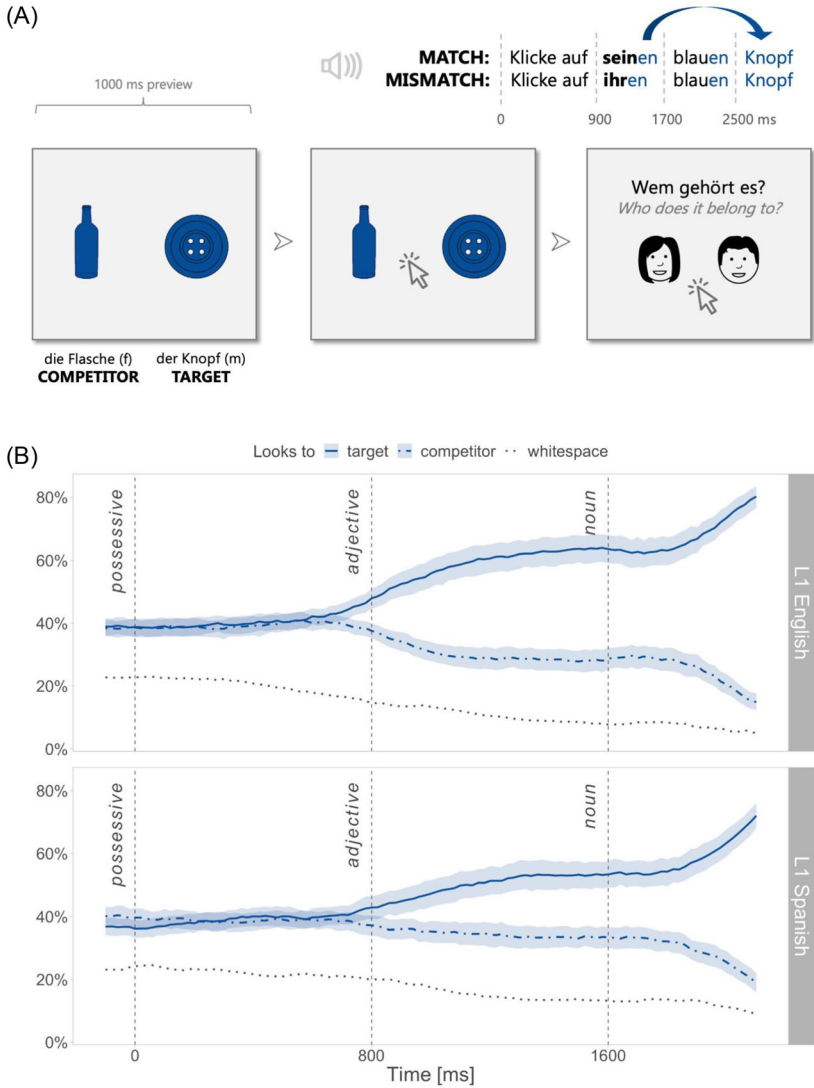 (A)
MATCH: Klicke auf seinen blauen Knopf
MISMATCH: Klicke auf ihren blauen Knopf
1000 ms preview
0 900 1700 2500 ms
Wem gehört es?
Who does it belong to?
die Flasche (f) der Knopf (m)
COMPETITOR TARGET
(B)
Looks to target competitor whitespace
possessive adjective noun
80%
60%
40%
20%
0%
L1 English
possessive adjective noun
80%
60%
40%
20%
0%
L1 Spanish
0 800 1600
Time [ms]